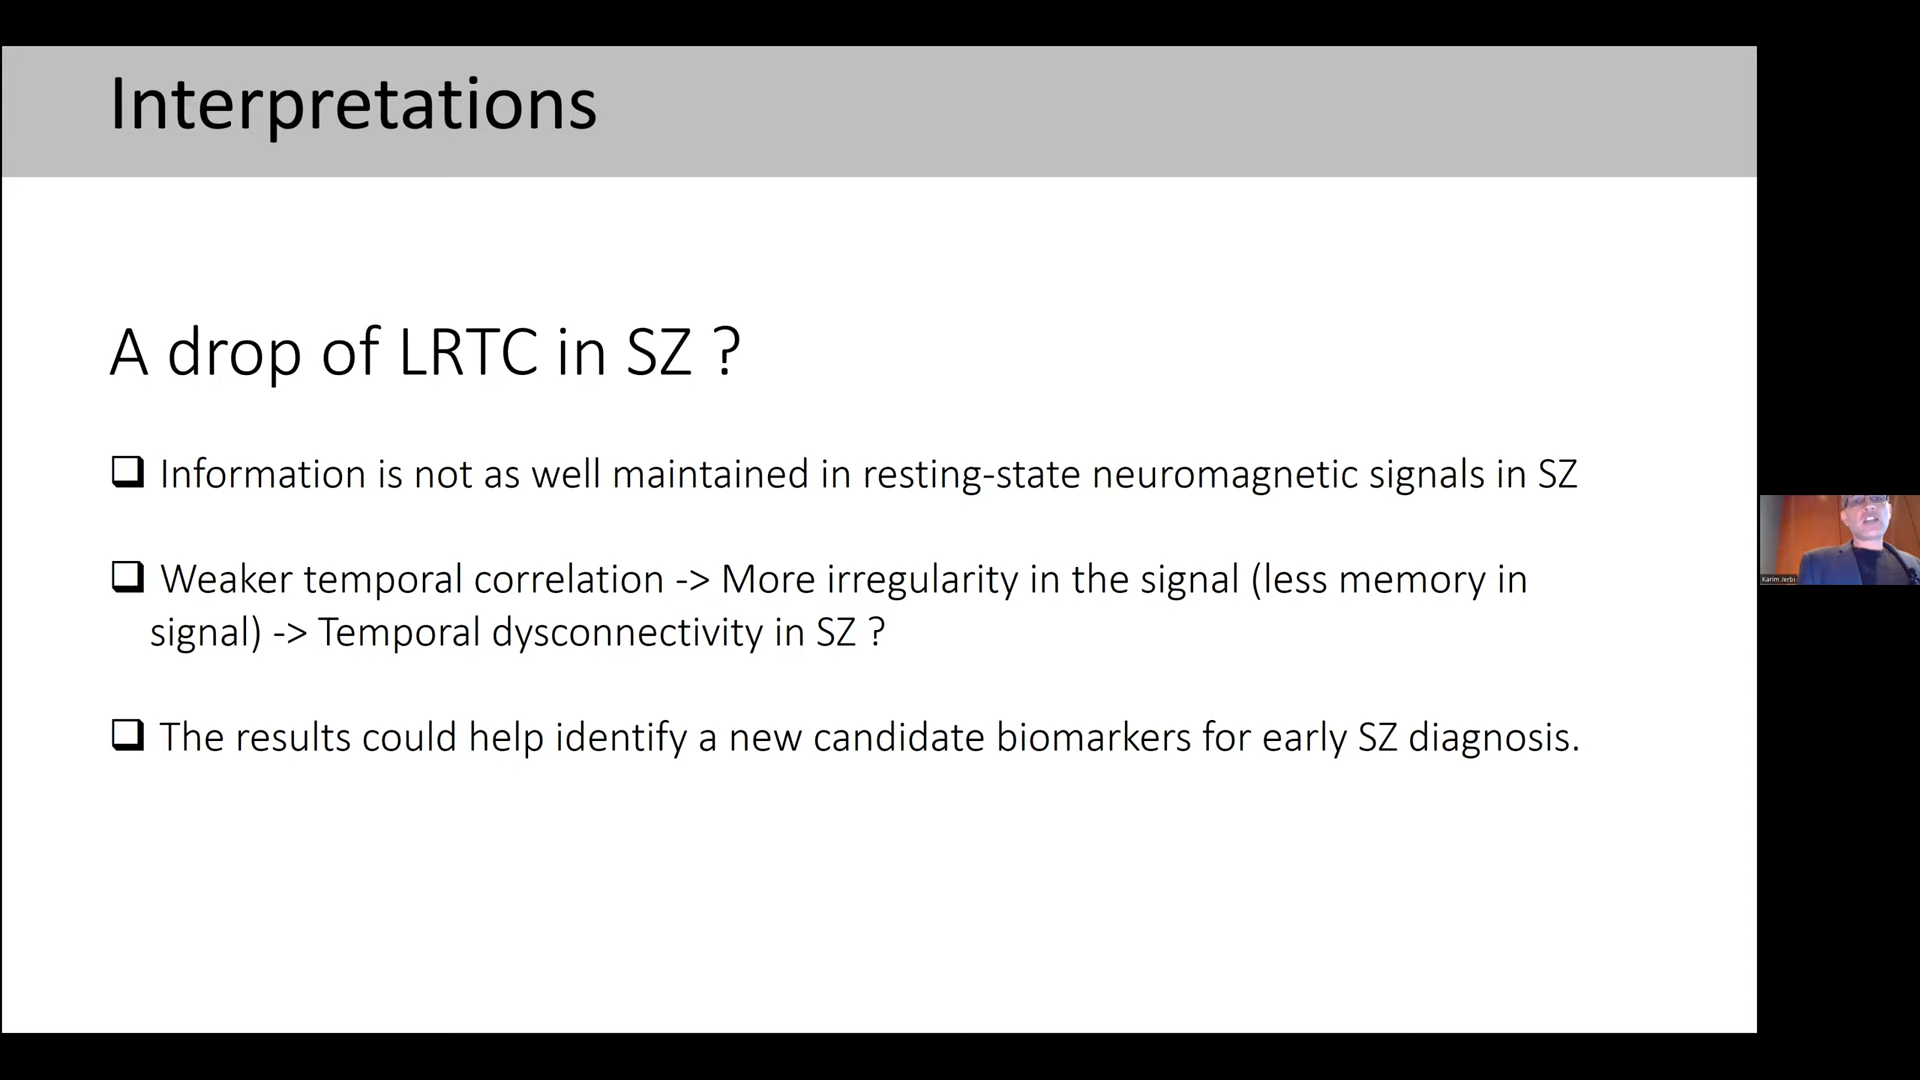 Interpretations
A drop of LRTC in SZ ?
Information is not as well maintained in resting-state neuromagnetic signals in SZ
Weaker temporal correlation -> More irregularity in the signal (less memory in
signal) -> Temporal dysconnectivity in SZ ?
The results could help identify a new candidate biomarkers for early SZ diagnosis.
Karim Jerbi